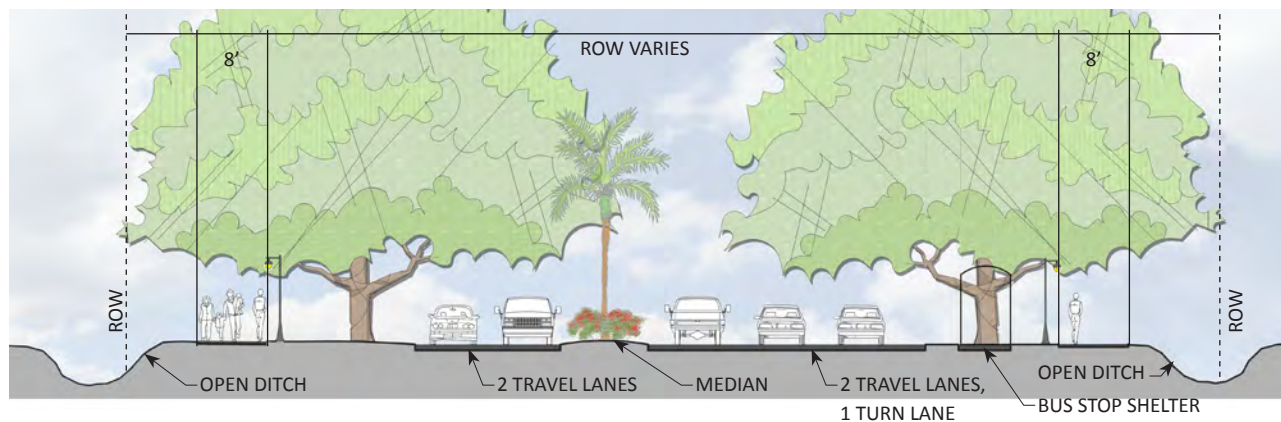 ROW VARIES
8’
8’
ROW
ROW
OPEN DITCH
2 TRAVEL LANES
MEDIAN
2 TRAVEL LANES,
1 TURN LANE
OPEN DITCH
BUS STOP SHELTER